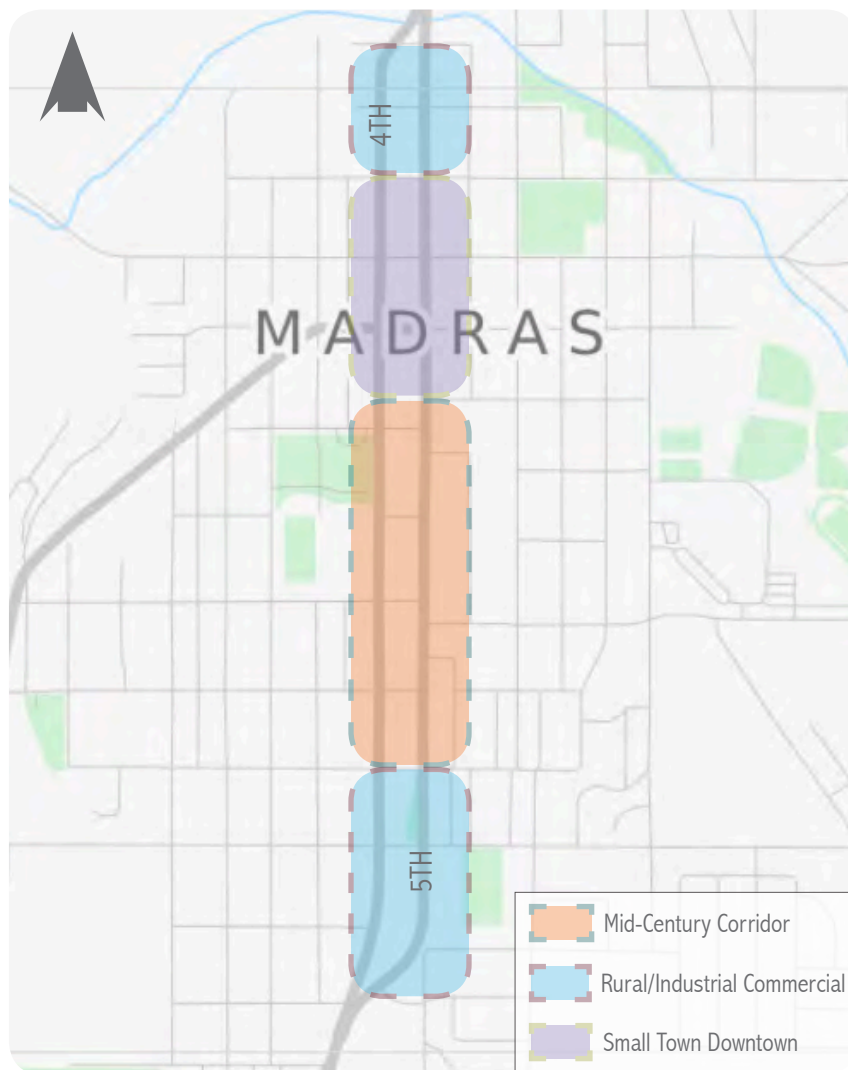 4TH
MADRAS
5TH
Mid-Century Corridor
Rural/Industrial Commercial
Small Town Downtown